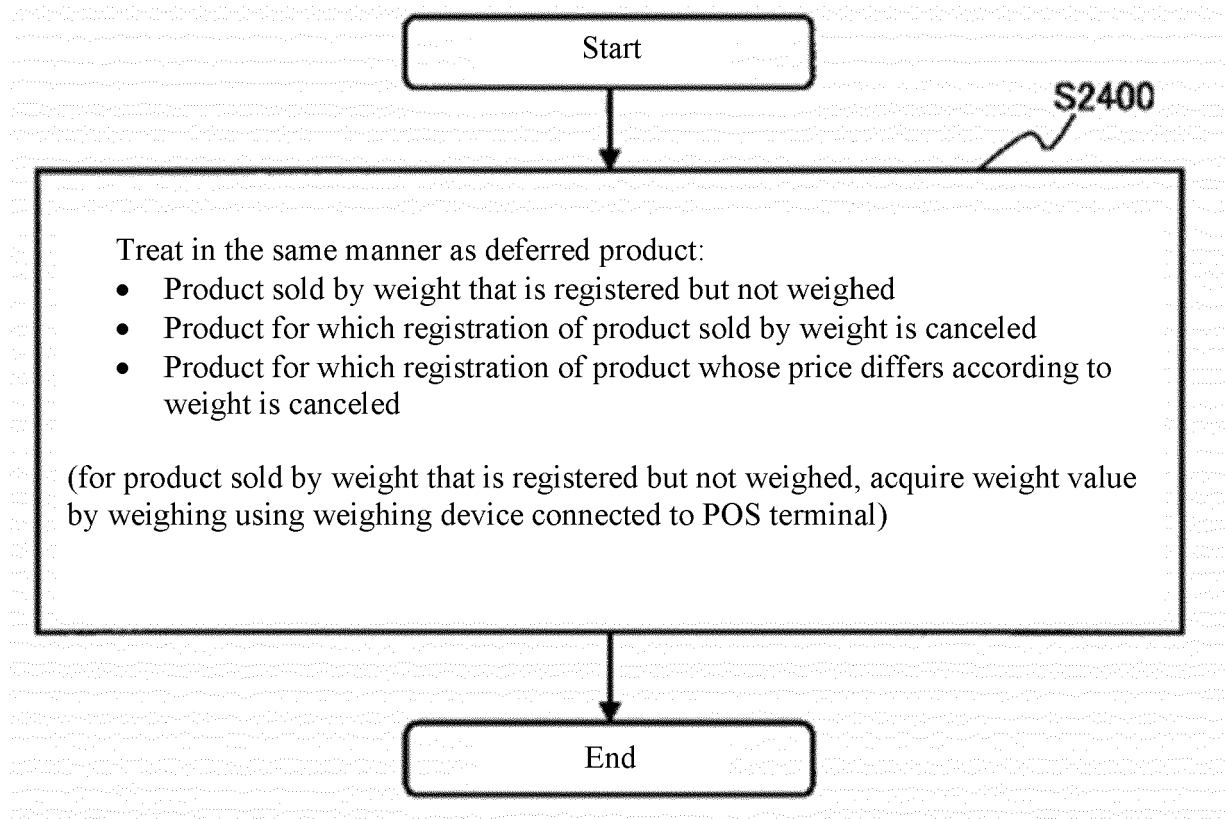 Start
S2400
Treat in the same manner as deferred product:
• Product sold by weight that is registered but not weighed
• Product for which registration of product sold by weight is canceled
• Product for which registration of product whose price differs according to
weight is canceled
(for product sold by weight that is registered but not weighed, acquire weight value
by weighing using weighing device connected to POS terminal)
End